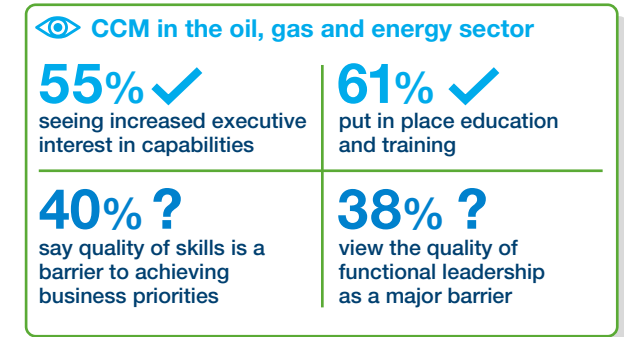 CCM in the oil, gas and energy sector
55%
seeing increased executive
interest in capabilities
61%
put in place education
and training
40% ?
say quality of skills is a
barrier to achieving
business priorities
38% ?
view the quality of
functional leadership
as a major barrier